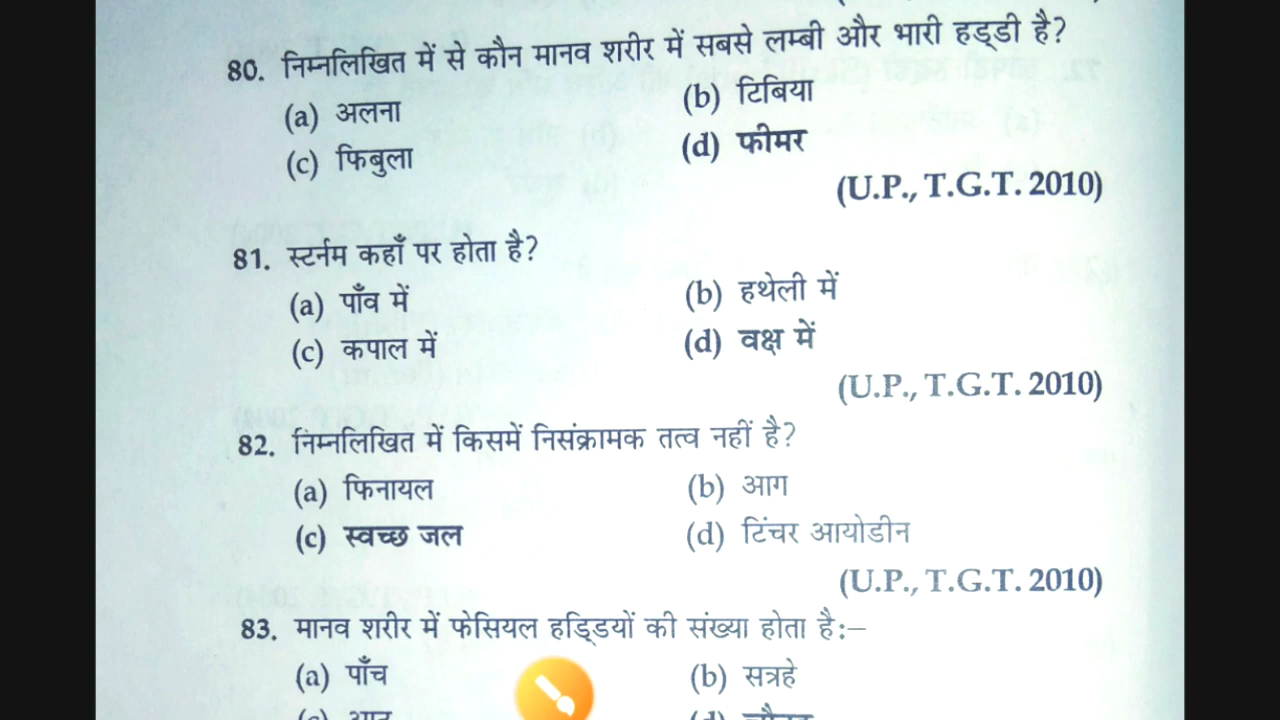 80. निम्नलिखित में से कौन मानव शरीर में सबसे लम्बी और भारी हड्डी है?
(a) अलना (b) टिबिया
(c) फिबुला (d) फीमर
(U.P., T.G.T. 2010)
81. स्टर्नम कहाँ पर होता है?
(a) पाँव में (b) हथेली में
(c) कपाल में (d) वक्ष में
(U.P., T.G.T. 2010)
82. निम्नलिखित में किसमें निसंक्रामक तत्व नहीं है?
(a) फिनायल (b) आग
(c) स्वच्छ जल (d) टिंचर आयोडीन
(U.P., T.G.T. 2010)
83. मानव शरीर में फेसियल हड्डियों की संख्या होता है:–
(a) पाँच (b) सत्रहे